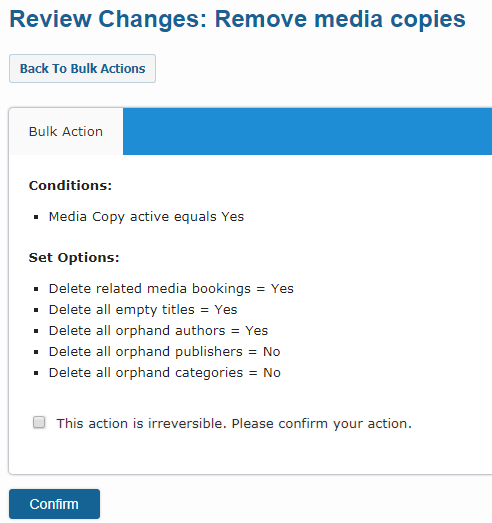 Review Changes: Remove media copies
Back To Bulk Actions
Bulk Action
Conditions:
Media Copy active equals Yes
Set Options:
Delete related media bookings = Yes
Delete all empty titles = Yes
Delete all orphand authors = Yes
Delete all orphand publishers = No
Delete all orphand categories = No
This action is irreversible. Please confirm your action.
Confirm